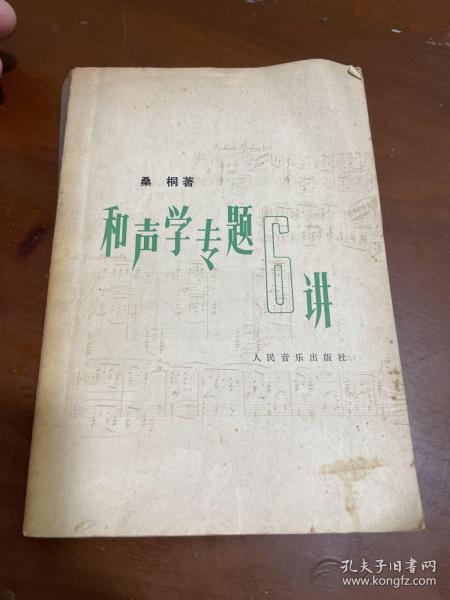 桑 桐著
和声学专题6讲
人民音乐出版社
孔夫子旧书网
www.kongfz.com